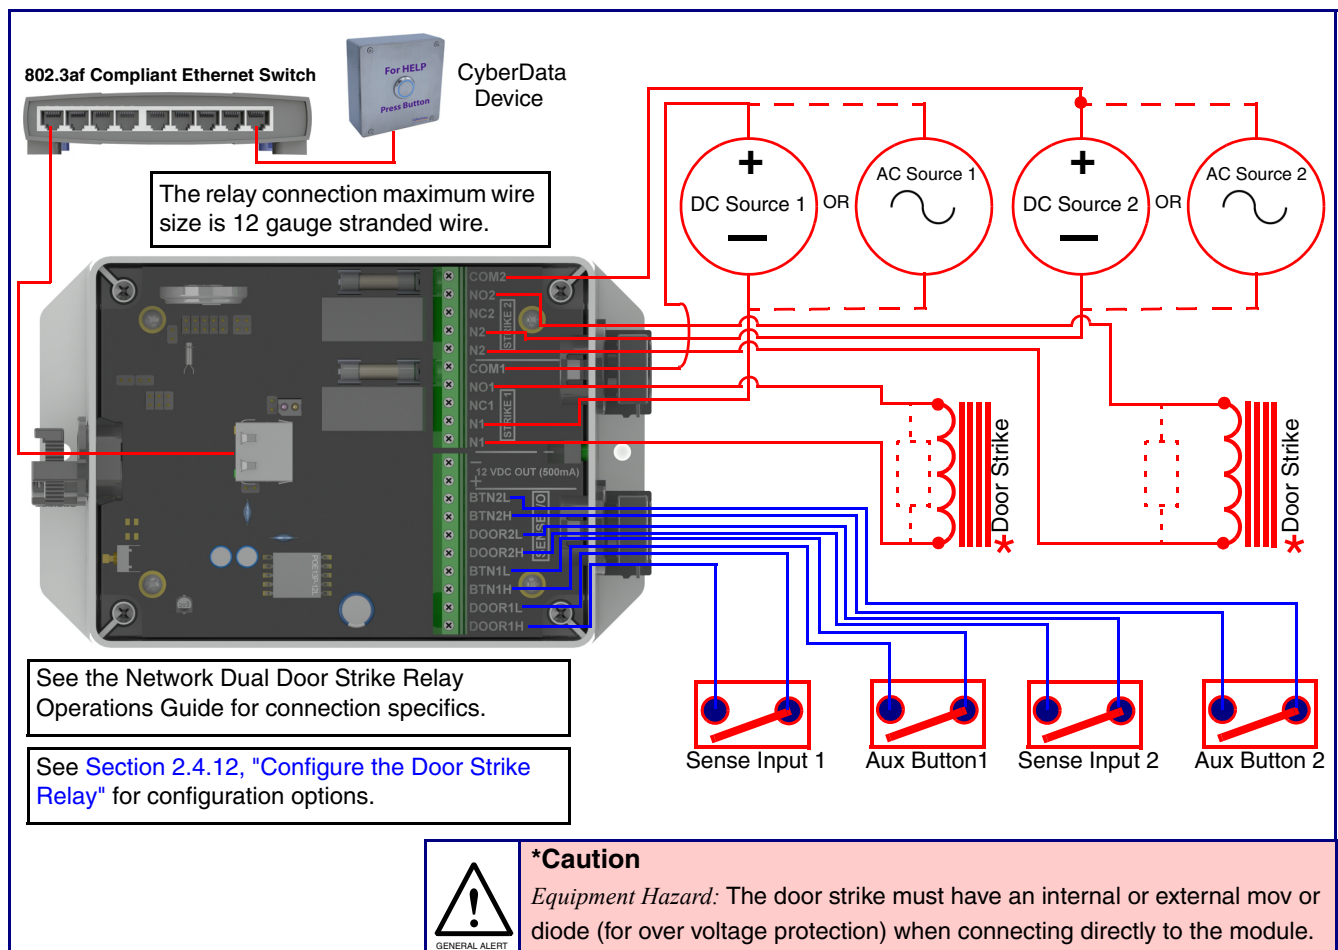 802.3af Compliant Ethernet Switch
For HELP
Press Button
CyberData
Device
The relay connection maximum wire
size is 12 gauge stranded wire.
+
DC Source 1
OR
AC Source 1
+
DC Source 2
OR
AC Source 2
COM2
NO2
NC2
N2
N2
STRIKE 2
COM1
NO1
NC1
N1
N1
STRIKE 1
−
12 VDC OUT (500mA)
+
BTN2L
BTN2H
DOOR2L
DOOR2H
BTN1L
BTN1H
DOOR1L
DOOR1H
SENSE I/O
*Door Strike
*Door Strike
Sense Input 1
Aux Button1
Sense Input 2
Aux Button 2
See the Network Dual Door Strike Relay
Operations Guide for connection specifics.
See Section 2.4.12, "Configure the Door Strike
Relay" for configuration options.
GENERAL ALERT
*Caution
Equipment Hazard: The door strike must have an internal or external mov or
diode (for over voltage protection) when connecting directly to the module.